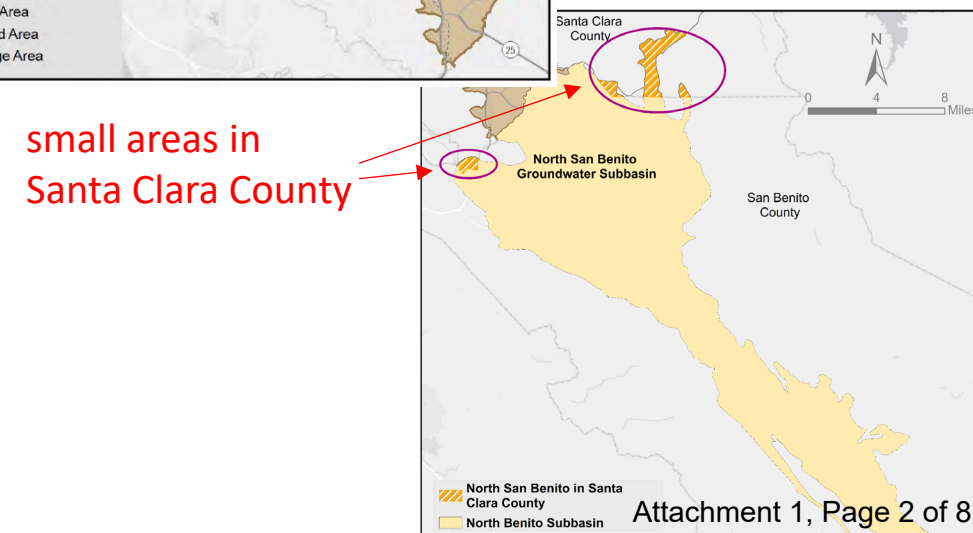 Area
d Area
ge Area
25
small areas in
Santa Clara County
Santa Clara
County
N
0 4 8
Miles
North San Benito
Groundwater Subbasin
San Benito
County
North San Benito in Santa
Clara County
North Benito Subbasin
Attachment 1, Page 2 of 8